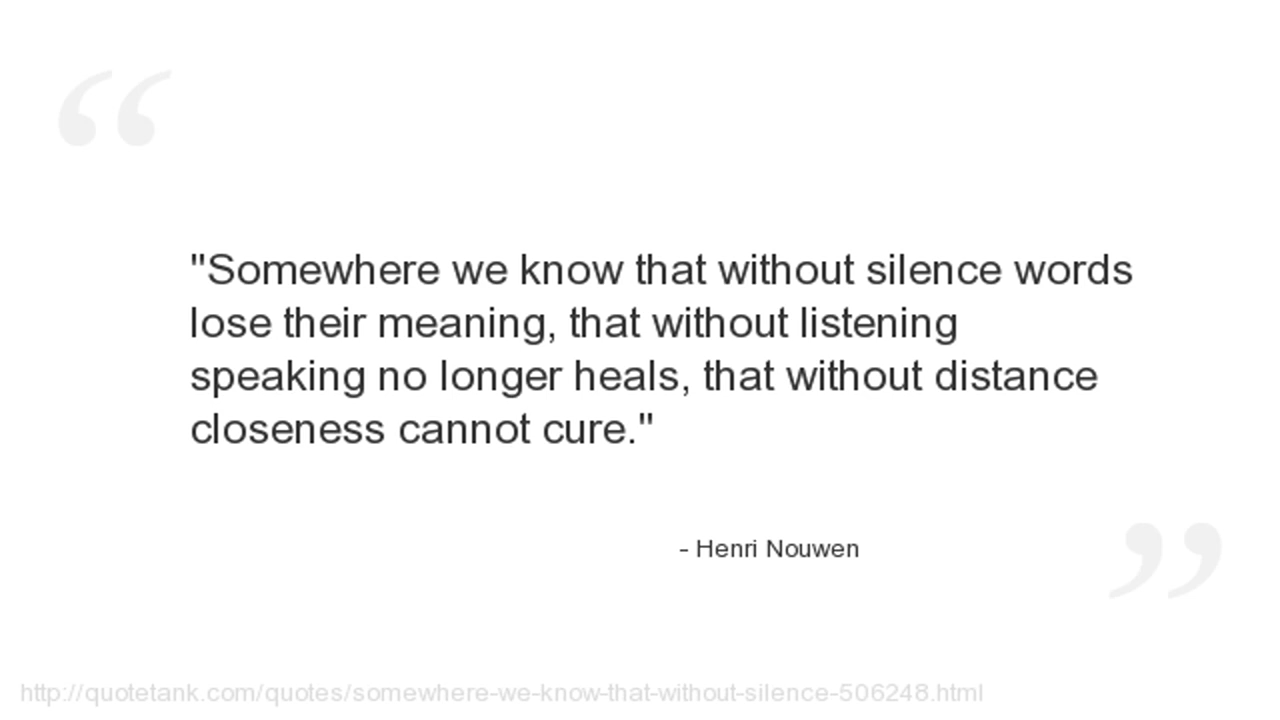 "Somewhere we know that without silence words
lose their meaning, that without listening
speaking no longer heals, that without distance
closeness cannot cure."
- Henri Nouwen
http://quotetank.com/quotes/somewhere-we-know-that-without-silence-506248.html